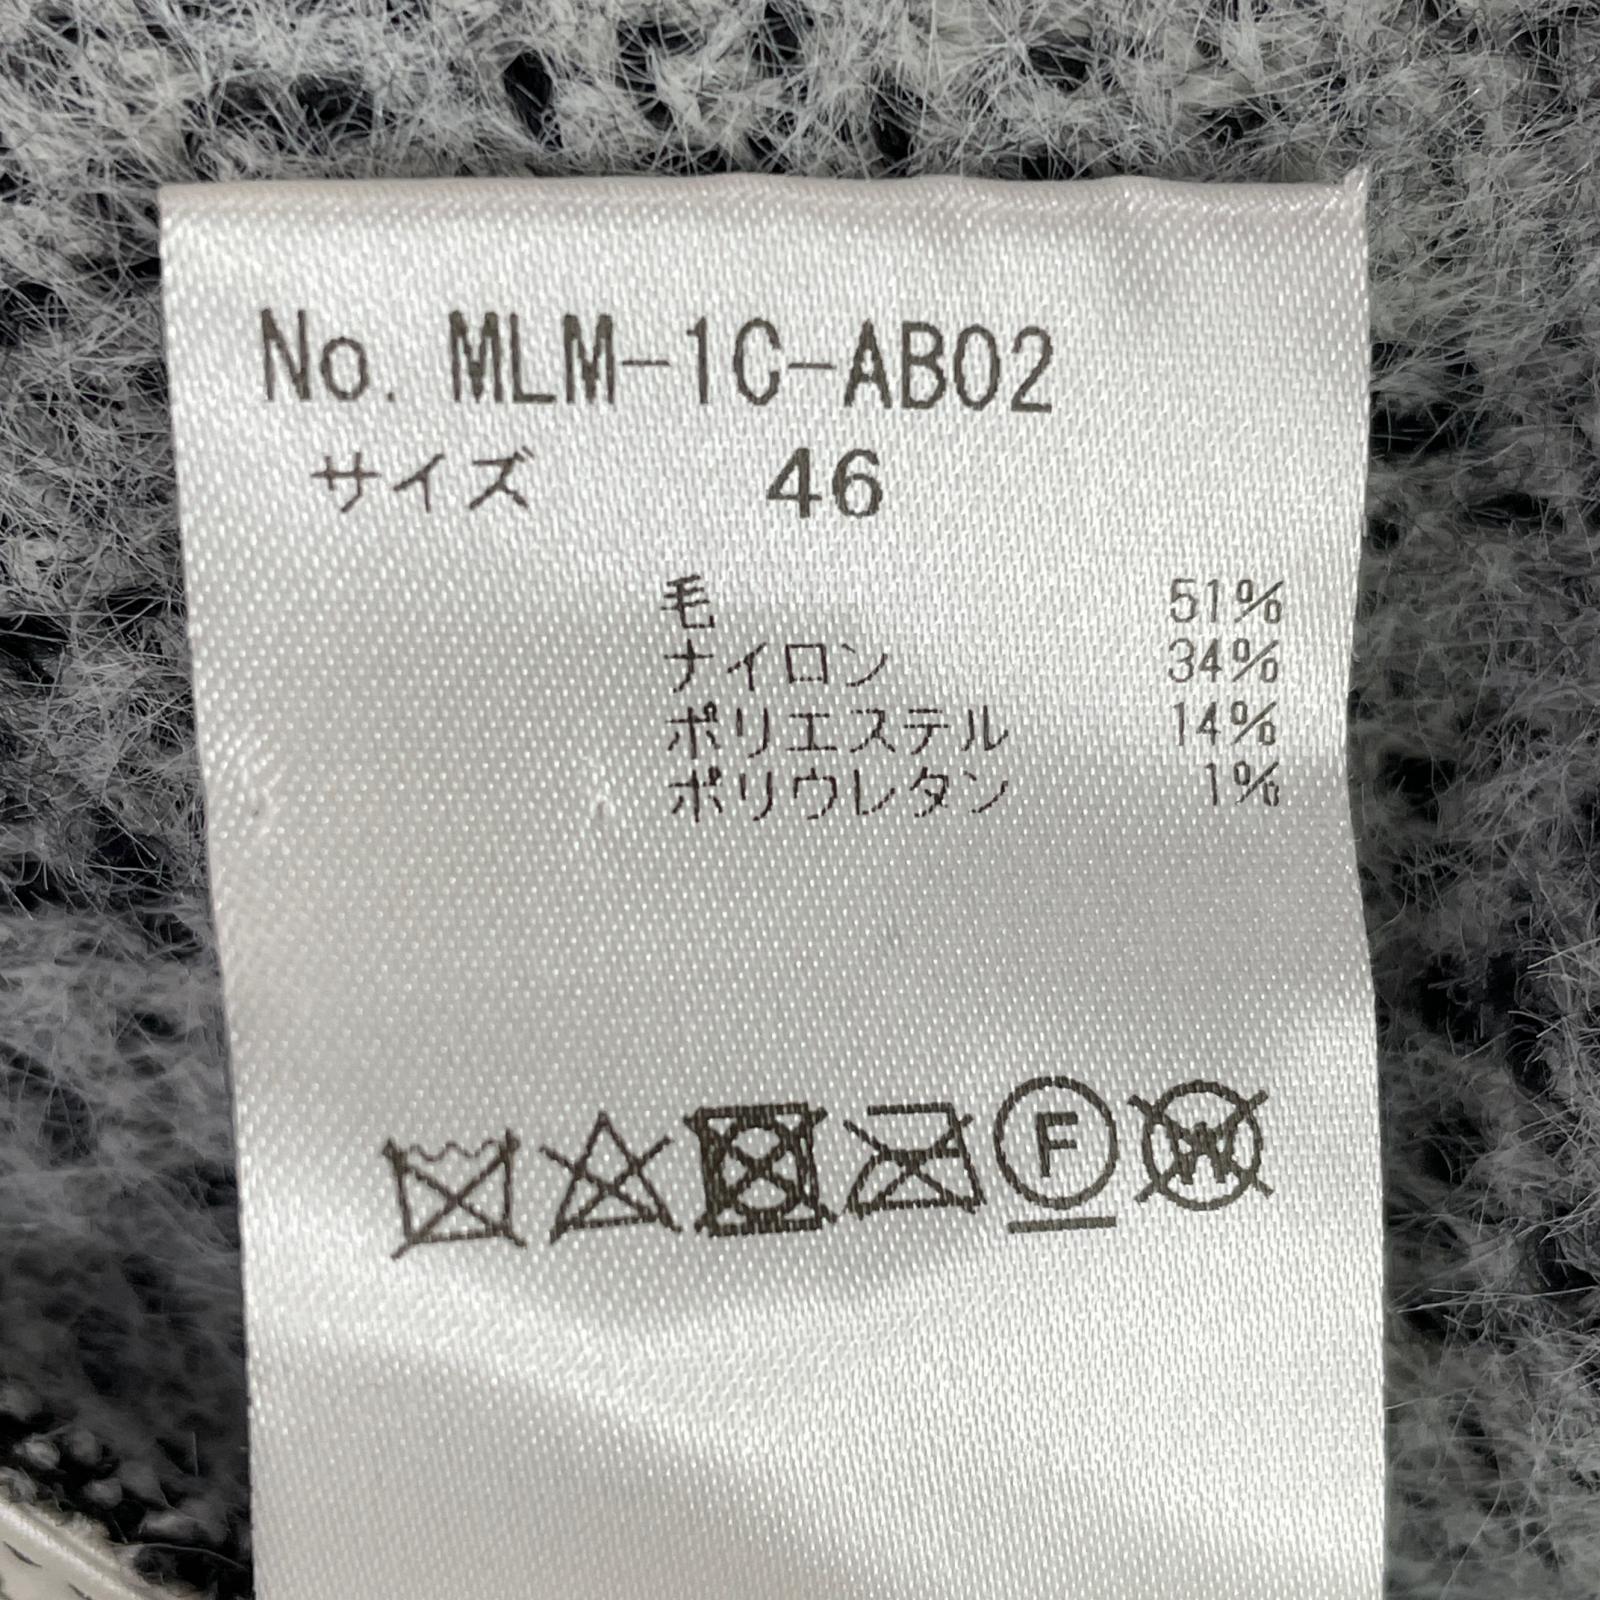 No. MLM-1C-AB02
サイズ 46
毛 51%
ナイロン 34%
ポリエステル 14%
ポリウレタン 1%
F W